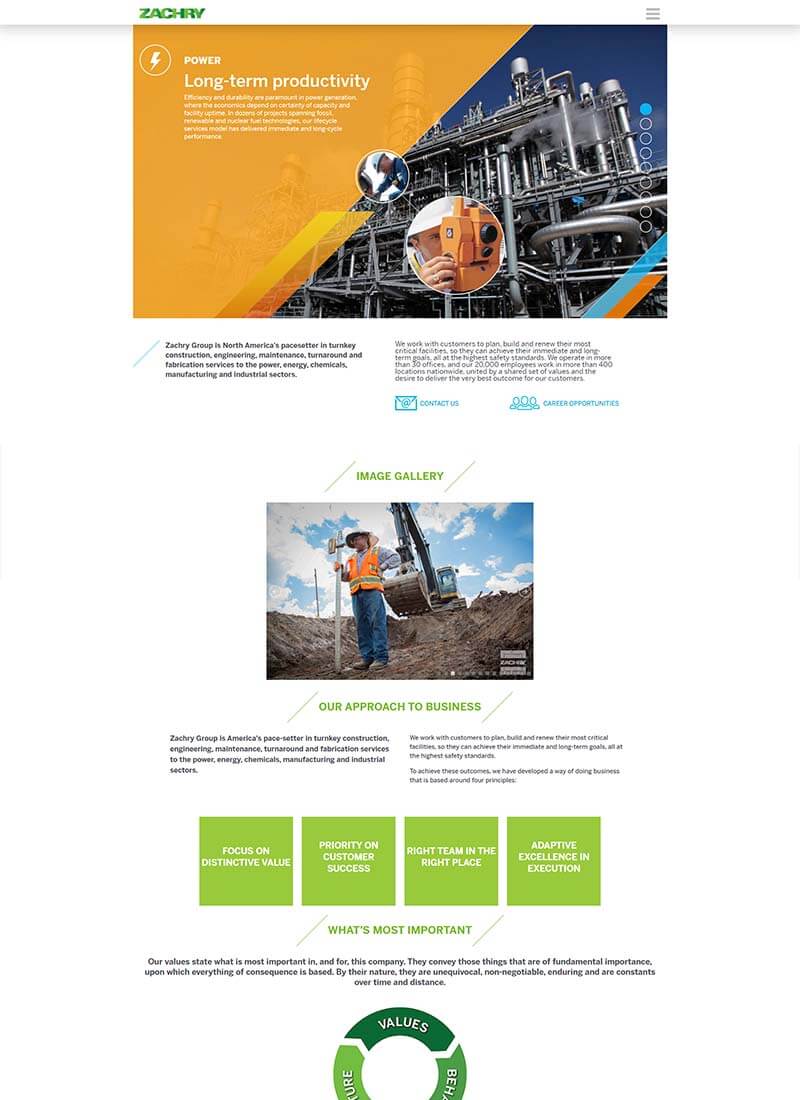 ZACHRY
POWER
Long-term productivity
Efficiency and durability are paramount in power generation,
where the economics depend on certainty of capacity and
facility uptime. In dozens of projects spanning fossil,
renewable and nuclear fuel technologies, our lifecycle
services model has delivered immediate and long-cycle
performance.
Zachry Group is North America's pacesetter in turnkey
construction, engineering, maintenance, turnaround and
fabrication services to the power, energy, chemicals,
manufacturing and industrial sectors.
We work with customers to plan, build and renew their most
critical facilities, so they can achieve their immediate and long-
term goals, all at the highest safety standards. We operate in more
than 30 offices, and our 20,000 employees work in more than 400
locations nationwide, united by a shared set of values and the
desire to deliver the very best outcome for our customers.
CONTACT US
CAREER OPPORTUNITIES
IMAGE GALLERY
ZACHRY
OUR APPROACH TO BUSINESS
Zachry Group is America's pace-setter in turnkey construction,
engineering, maintenance, turnaround and fabrication services
to the power, energy, chemicals, manufacturing and industrial
sectors.
We work with customers to plan, build and renew their most critical
facilities, so they can achieve their immediate and long-term goals, all at
the highest safety standards.
To achieve these outcomes, we have developed a way of doing business
that is based around four principles:
FOCUS ON
DISTINCTIVE VALUE
PRIORITY ON
CUSTOMER
SUCCESS
RIGHT TEAM IN THE
RIGHT PLACE
ADAPTIVE
EXCELLENCE IN
EXECUTION
WHAT'S MOST IMPORTANT
Our values state what is most important in, and for, this company. They convey those things that are of fundamental importance,
upon which everything of consequence is based. By their nature, they are unequivocal, non-negotiable, enduring and are constants
over time and distance.
VALUES
TURE
BEHA